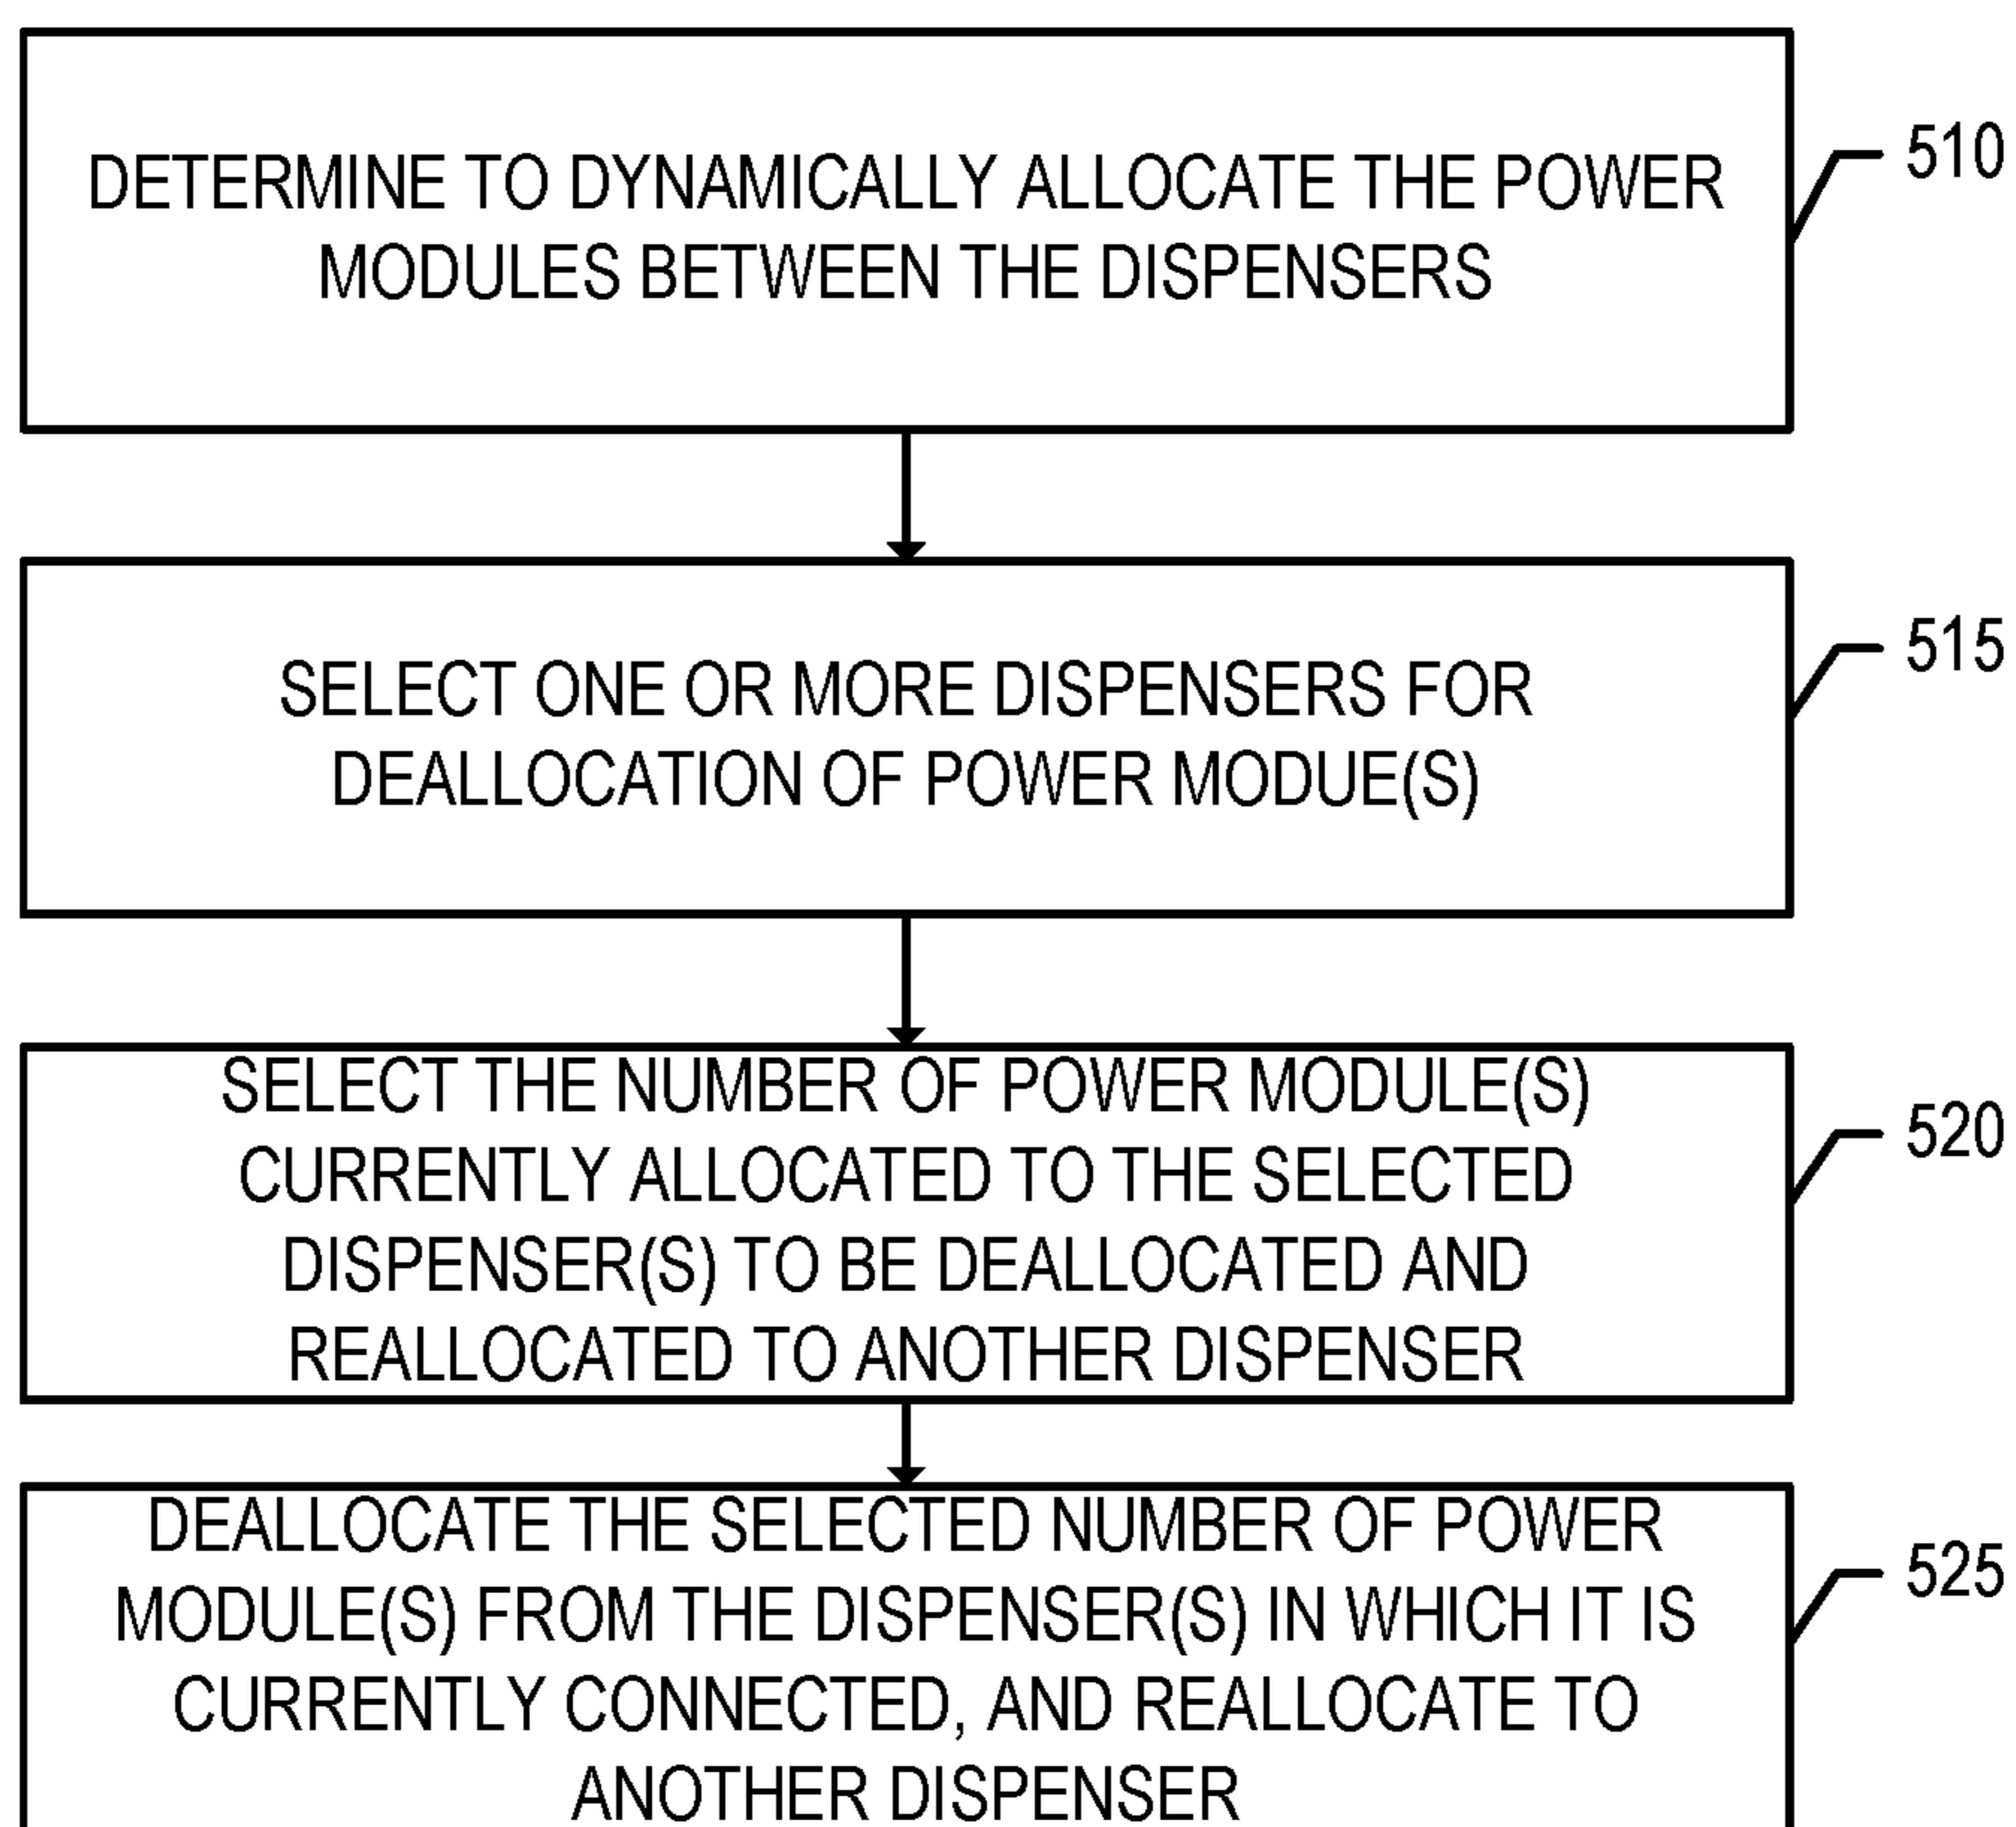 DETERMINE TO DYNAMICALLY ALLOCATE THE POWER
MODULES BETWEEN THE DISPENSERS
510
SELECT ONE OR MORE DISPENSERS FOR
DEALLOCATION OF POWER MODUE(S)
515
SELECT THE NUMBER OF POWER MODULE(S)
CURRENTLY ALLOCATED TO THE SELECTED
DISPENSER(S) TO BE DEALLOCATED AND
REALLOCATED TO ANOTHER DISPENSER
520
DEALLOCATE THE SELECTED NUMBER OF POWER
MODULE(S) FROM THE DISPENSER(S) IN WHICH IT IS
CURRENTLY CONNECTED, AND REALLOCATE TO
ANOTHER DISPENSER
525